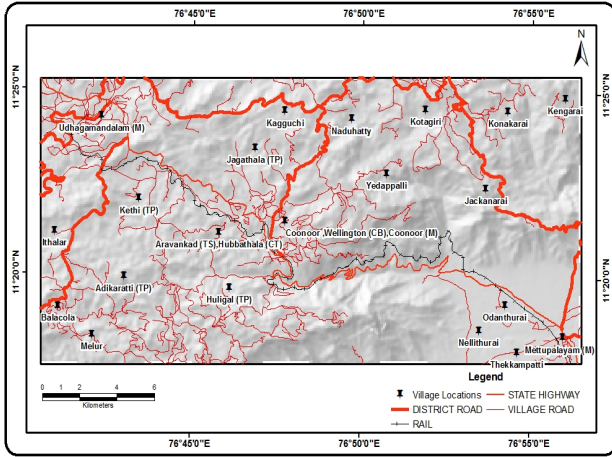 76°45'0"E 76°50'0"E 76°55'0"E
N
11°25'0"N 11°25'0"N
Kengarai
Udhagamandalam (M) Kagguchi Naduhatty Kotagiri Konakarai
Jagathala (TP)
Yedappalli
Kethi (TP) Jackanarai
Ithalar Aravankad (TS),Hubbathala (CT) Coonoor ,Wellington (CB),Coonoor (M)
11°20'0"N 11°20'0"N
Adikaratti (TP) Huligal (TP)
Balacola Odanthurai
Melur Nellithurai Mettupalayam (M)
Thekkampatti
Legend
0 1 2 4 6
Kilometers
Village Locations STATE HIGHWAY
DISTRICT ROAD VILLAGE ROAD
RAIL
76°45'0"E 76°50'0"E 76°55'0"E